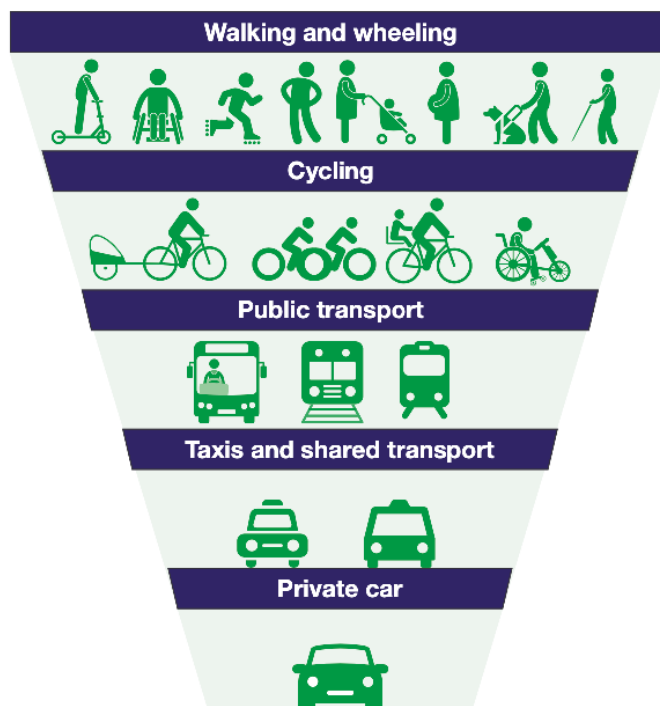 Walking and wheeling
Cycling
Public transport
Taxis and shared transport
Private car